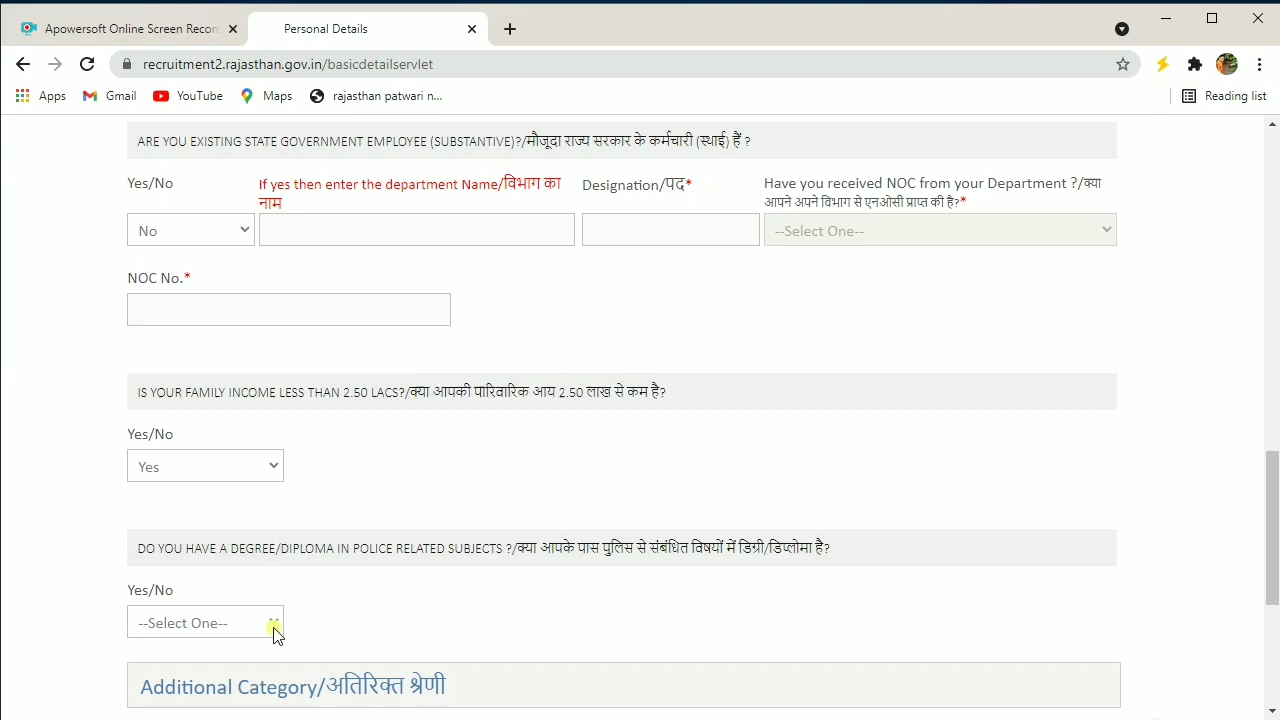 Apowersoft Online Screen Recor
Personal Details
recruitment2.rajasthan.gov.in/basicdetailservlet
Apps Gmail YouTube Maps rajasthan patwari n... Reading list
ARE YOU EXISTING STATE GOVERNMENT EMPLOYEE (SUBSTANTIVE)?/मौजूदा राज्य सरकार के कर्मचारी (स्थाई) हैं ?
Yes/No
If yes then enter the department Name/विभाग का
नाम
Designation/पद*
Have you received NOC from your Department ?/क्या
आपने अपने विभाग से एनओसी प्राप्त की है?*
No
--Select One--
NOC No.*
IS YOUR FAMILY INCOME LESS THAN 2.50 LACS?/क्या आपकी पारिवारिक आय 2.50 लाख से कम है?
Yes/No
Yes
DO YOU HAVE A DEGREE/DIPLOMA IN POLICE RELATED SUBJECTS ?/क्या आपके पास पुलिस से संबंधित विषयों में डिग्री/डिप्लोमा है?
Yes/No
--Select One--
Additional Category/अतिरिक्त श्रेणी